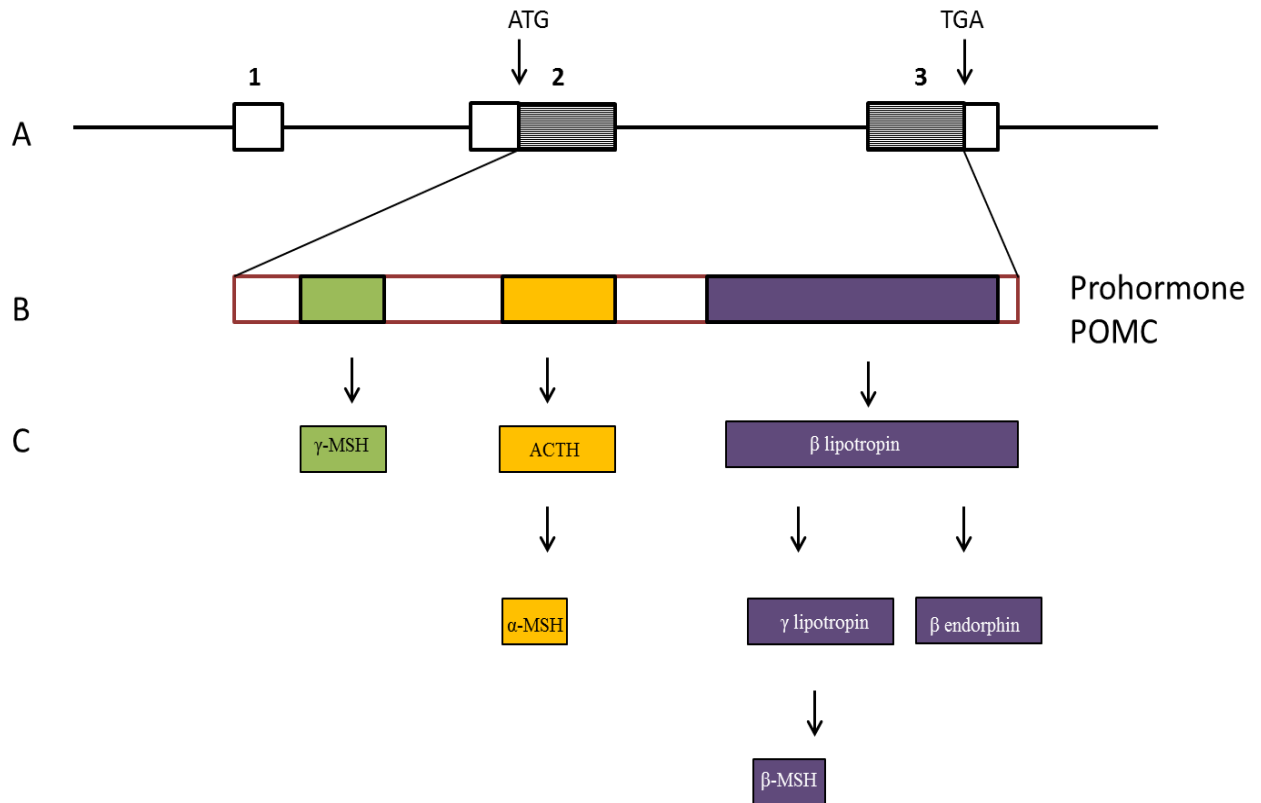 ATG
TGA
1
2
3
A
B
Prohormone
POMC
C
γ-MSH
ACTH
β lipotropin
α-MSH
γ lipotropin
β endorphin
β-MSH